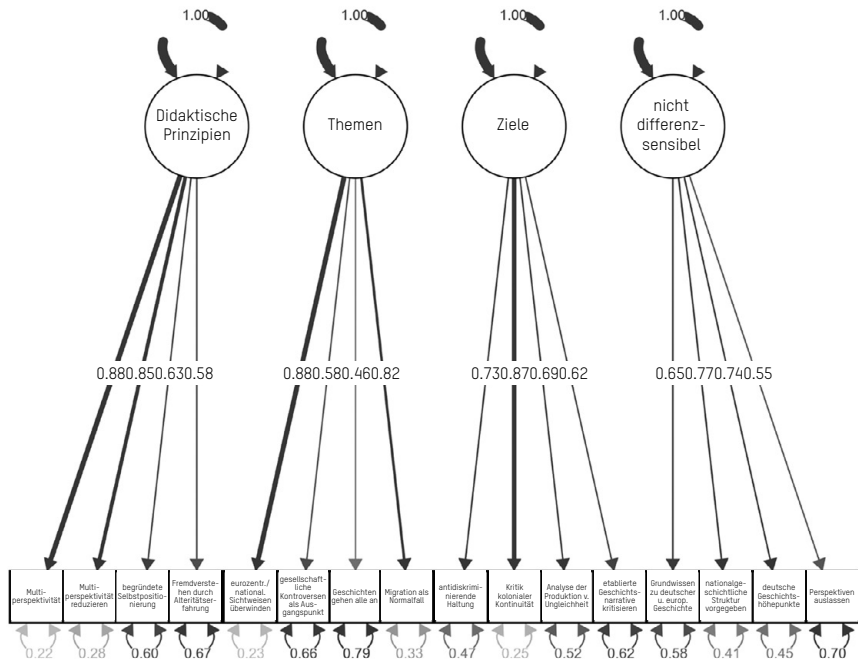 1.00 1.00 1.00 1.00
Didaktische
Prinzipien
Themen
Ziele
nicht
differenz-
sensibel
0.880.850.630.58 0.880.580.460.82 0.730.870.690.62 0.650.770.740.55
Multi-
perspektivität
Multi-
perspektivität
reduzieren
begründete
Selbstpositio-
nierung
Fremdverste-
hen durch
Alteritätser-
fahrung
eurozentr./
national.
Sichtweisen
überwinden
gesellschaft-
liche
Kontroversen
als Aus-
gangspunkt
Geschichten
gehen alle an
Migration als
Normalfall
antidiskrimi-
nierende
Haltung
Kritik
kolonialer
Kontinuität
Analyse der
Produktion v.
Ungleichheit
etablierte
Geschichts-
narrative
kritisieren
Grundwissen
zu deutscher
u. europ.
Geschichte
nationalge-
schichtliche
Struktur
vorgegeben
deutsche
Geschichts-
höhepunkte
Perspektiven
auslassen
0.22 0.28 0.60 0.67 0.23 0.66 0.79 0.33 0.47 0.25 0.52 0.62 0.58 0.41 0.45 0.70